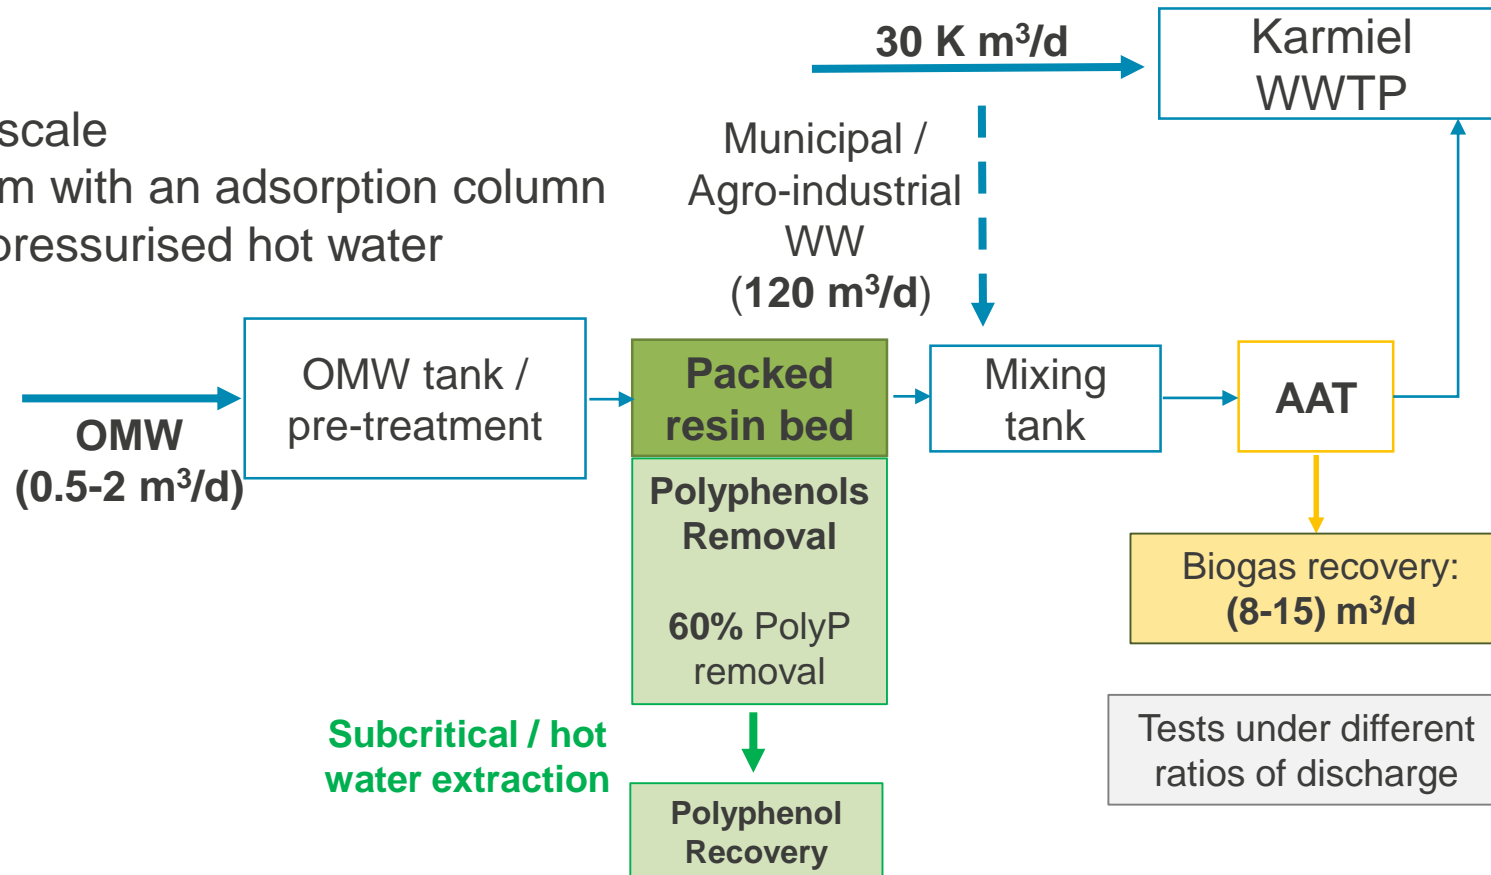 scale
m with an adsorption column
pressurised hot water
30 K m³/d
Karmiel
WWTP
Municipal /
Agro-industrial
WW
(120 m³/d)
OMW
(0.5-2 m³/d)
OMW tank /
pre-treatment
Packed
resin bed
Mixing
tank
AAT
Polyphenols
Removal
60% PolyP
removal
Biogas recovery:
(8-15) m³/d
Subcritical / hot
water extraction
Tests under different
ratios of discharge
Polyphenol
Recovery